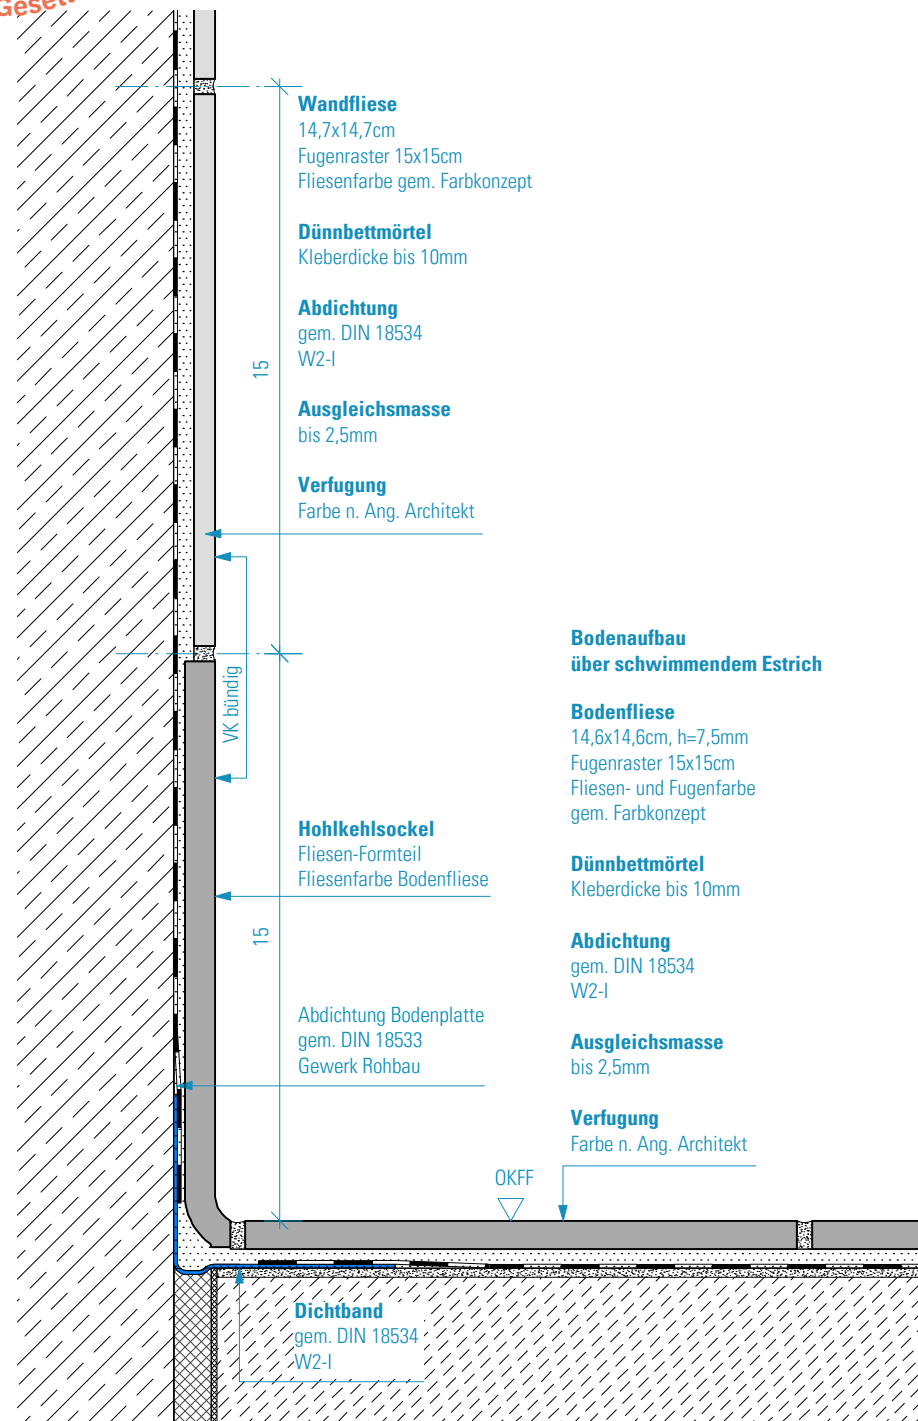 Wandfliese
14,7x14,7cm
Fugenraster 15x15cm
Fliesenfarbe gem. Farbkonzept
Dünnbettmörtel
Kleberdicke bis 10mm
Abdichtung
gem. DIN 18534
W2-I
Ausgleichsmasse
bis 2,5mm
Verfugung
Farbe n. Ang. Architekt
15
VK bündig
Hohlkehlsockel
Fliesen-Formteil
Fliesenfarbe Bodenfliese
15
Abdichtung Bodenplatte
gem. DIN 18533
Gewerk Rohbau
Bodenaufbau
über schwimmendem Estrich
Bodenfliese
14,6x14,6cm, h=7,5mm
Fugenraster 15x15cm
Fliesen- und Fugenfarbe
gem. Farbkonzept
Dünnbettmörtel
Kleberdicke bis 10mm
Abdichtung
gem. DIN 18534
W2-I
Ausgleichsmasse
bis 2,5mm
Verfugung
Farbe n. Ang. Architekt
OKFF
Dichtband
gem. DIN 18534
W2-I